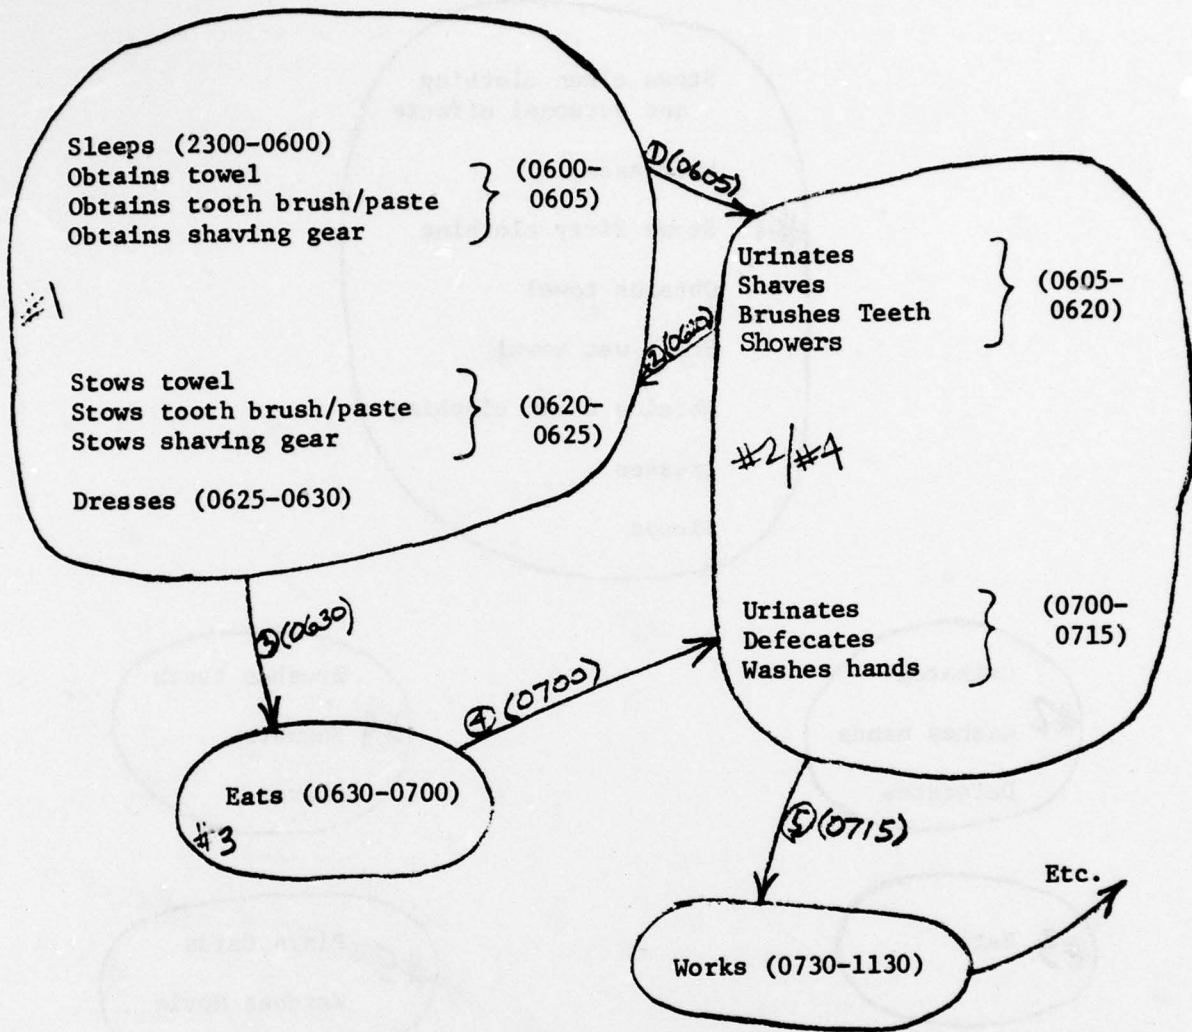 Sleeps (2300-0600)
Obtains towel
Obtains tooth brush/paste
Obtains shaving gear
(0600-
0605)
#1
Stows towel
Stows tooth brush/paste
Stows shaving gear
(0620-
0625)
Dresses (0625-0630)
①(0605)
②(0620)
Urinates
Shaves
Brushes Teeth
Showers
(0605-
0620)
#2/#4
Urinates
Defecates
Washes hands
(0700-
0715)
③(0630)
④(0700)
Eats (0630-0700)
#3
⑤(0715)
Etc.
Works (0730-1130)